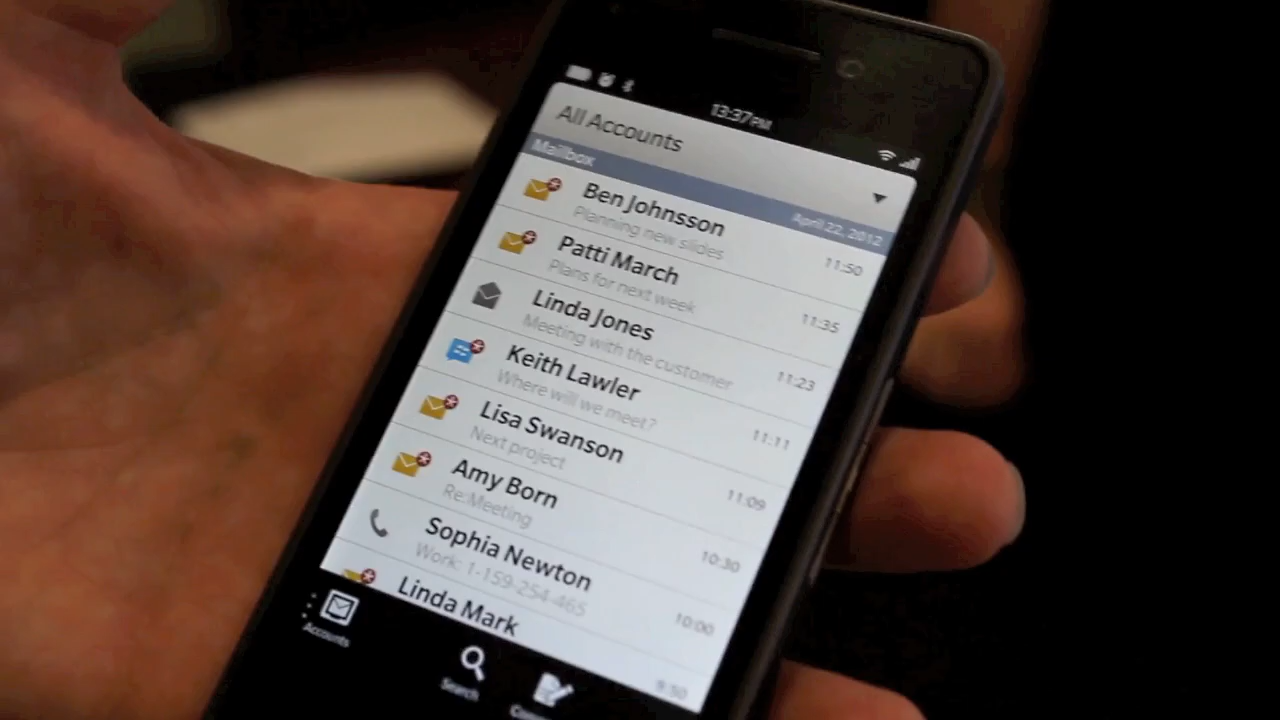 13:37PM
All Accounts
Mailbox
April 22, 2012
Ben Johnsson
Planning new slides
11:50
Patti March
Plans for next week
11:35
Linda Jones
Meeting with the customer
11:23
Keith Lawler
Where will we meet?
11:11
Lisa Swanson
Next project
11:09
Amy Born
Re:Meeting
10:30
Sophia Newton
Work: 1-159-254-465
10:00
Linda Mark
9:50
Accounts
Search